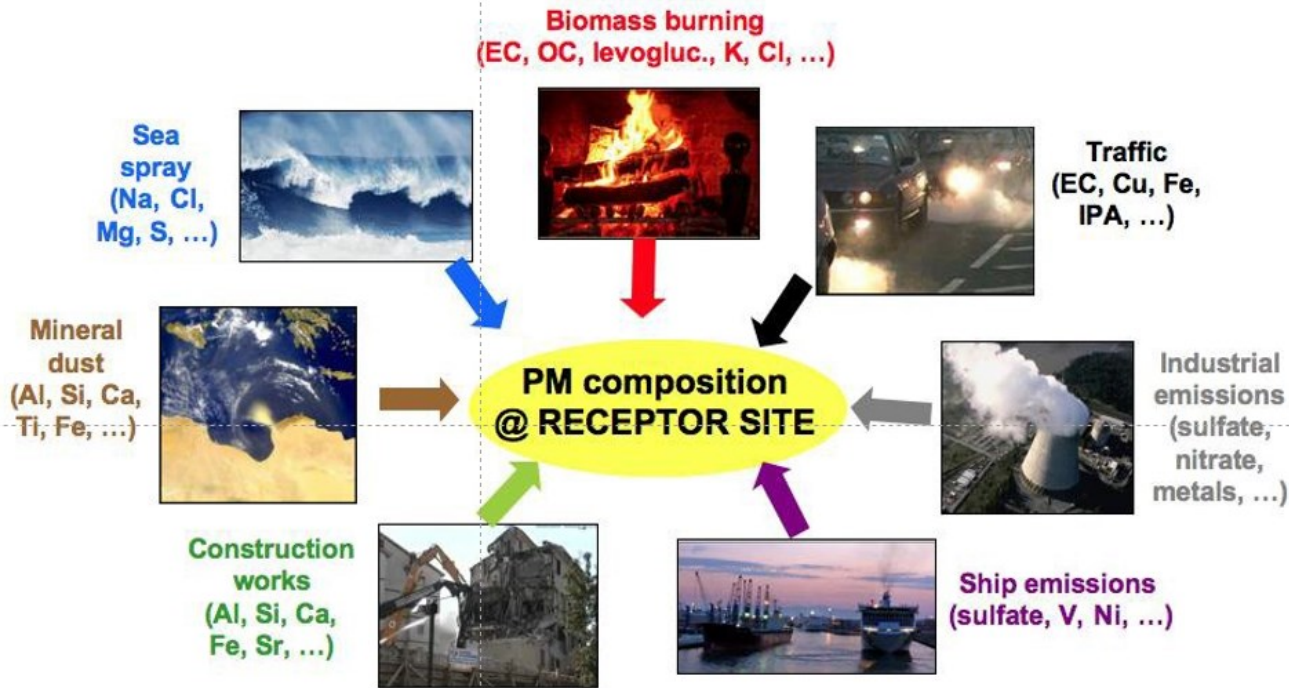 Biomass burning
(EC, OC, levogluc., K, Cl, …)
Sea
spray
(Na, Cl,
Mg, S, …)
Traffic
(EC, Cu, Fe,
IPA, …)
Mineral
dust
(Al, Si, Ca,
Ti, Fe, …)
PM composition
@ RECEPTOR SITE
Industrial
emissions
(sulfate,
nitrate,
metals, …)
Construction
works
(Al, Si, Ca,
Fe, Sr, …)
Ship emissions
(sulfate, V, Ni, …)